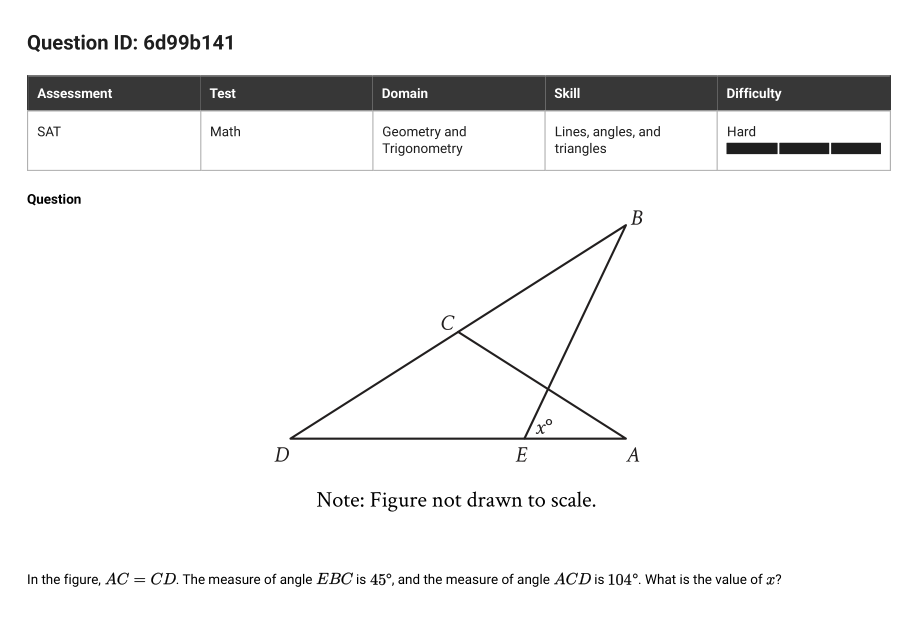 Question ID: 6d99b141
Assessment Test Domain Skill Difficulty
SAT Math Geometry and Trigonometry Lines, angles, and triangles Hard
Question
B
C
x°
D E A
Note: Figure not drawn to scale.
In the figure, AC = CD. The measure of angle EBC is 45°, and the measure of angle ACD is 104°. What is the value of x?